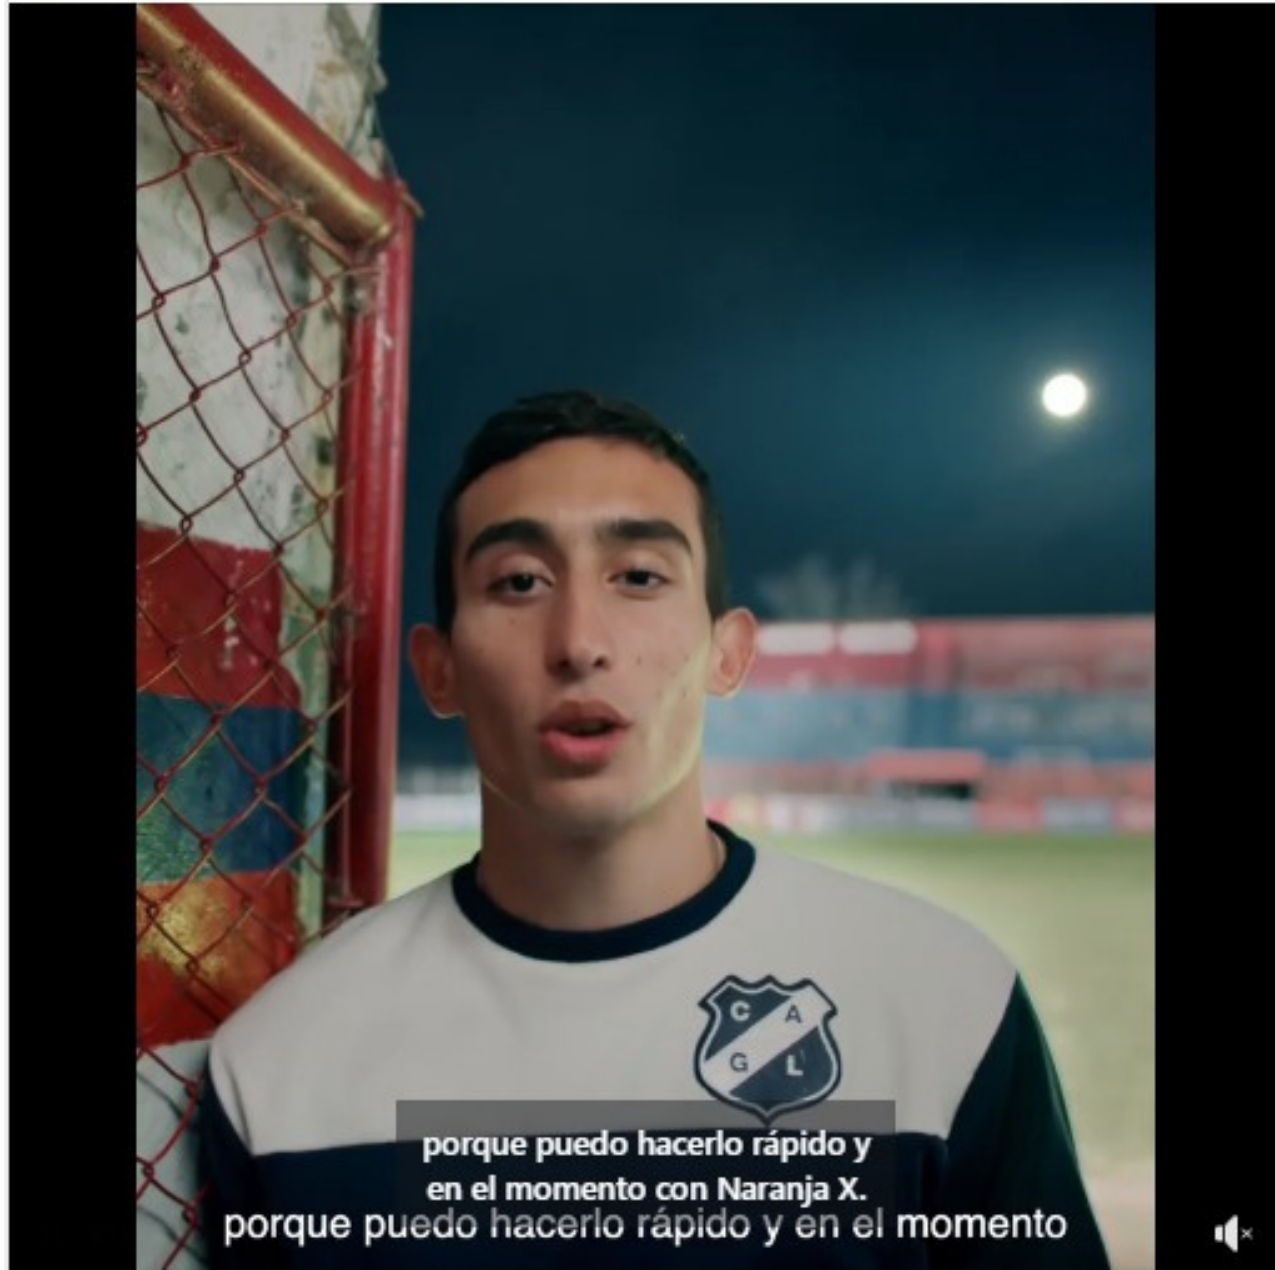 C A
G L
porque puedo hacerlo rápido y
en el momento con Naranja X.
porque puedo hacerlo rápido y en el momento